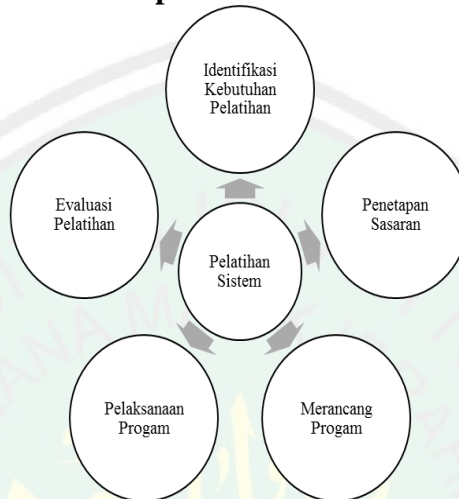 Identifikasi
Kebutuhan
Pelatihan
Penetapan
Sasaran
Merancang
Progam
Pelaksanaan
Progam
Evaluasi
Pelatihan
Pelatihan
Sistem